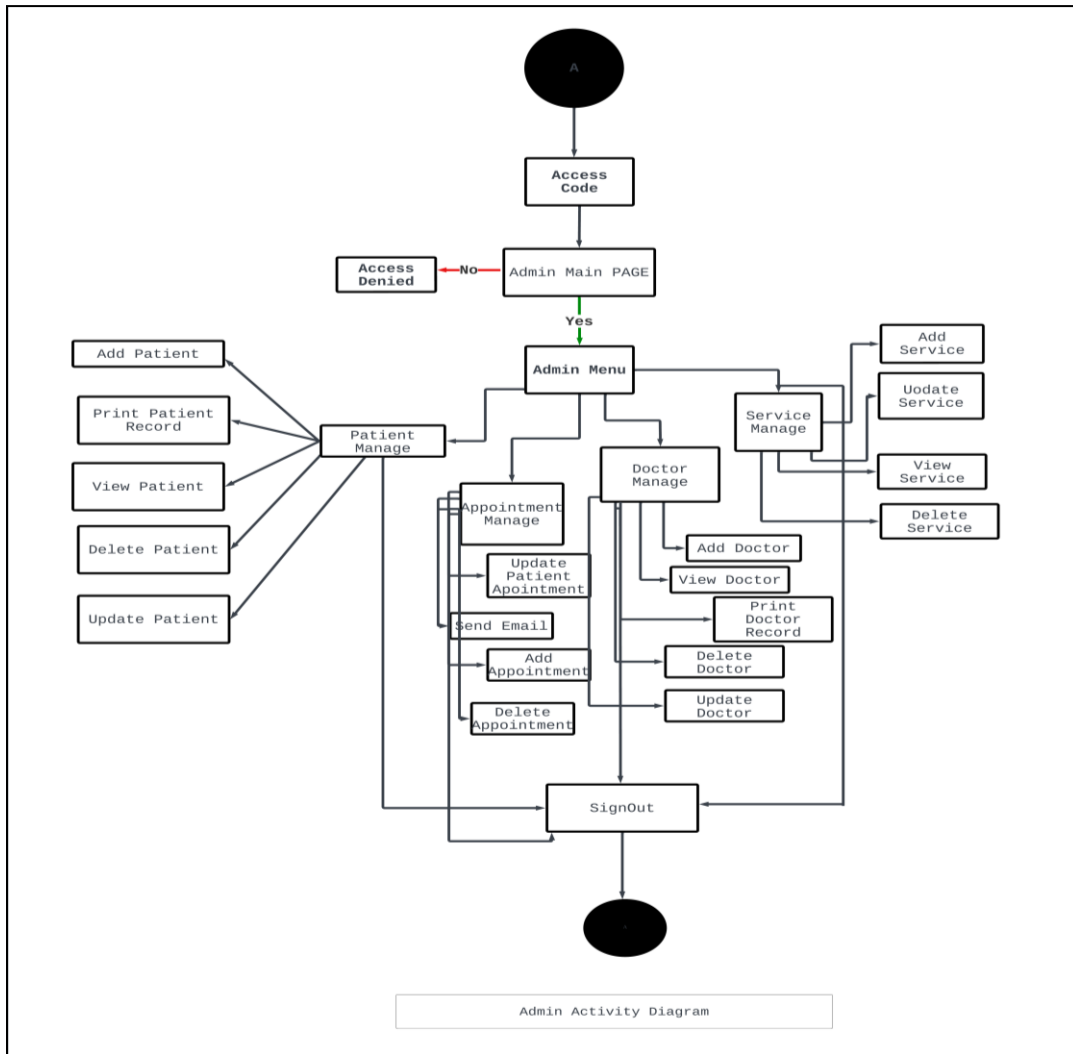 A
Access
Code
Admin Main PAGE
No
Access
Denied
Yes
Admin Menu
Add Patient
Print Patient
Record
View Patient
Delete Patient
Update Patient
Patient
Manage
Appointment
Manage
Update
Patient
Apointment
Send Email
Add
Appointment
Delete
Appointment
Doctor
Manage
Add Doctor
View Doctor
Print
Doctor
Record
Delete
Doctor
Update
Doctor
Service
Manage
Add
Service
Uodate
Service
View
Service
Delete
Service
SignOut
Admin Activity Diagram